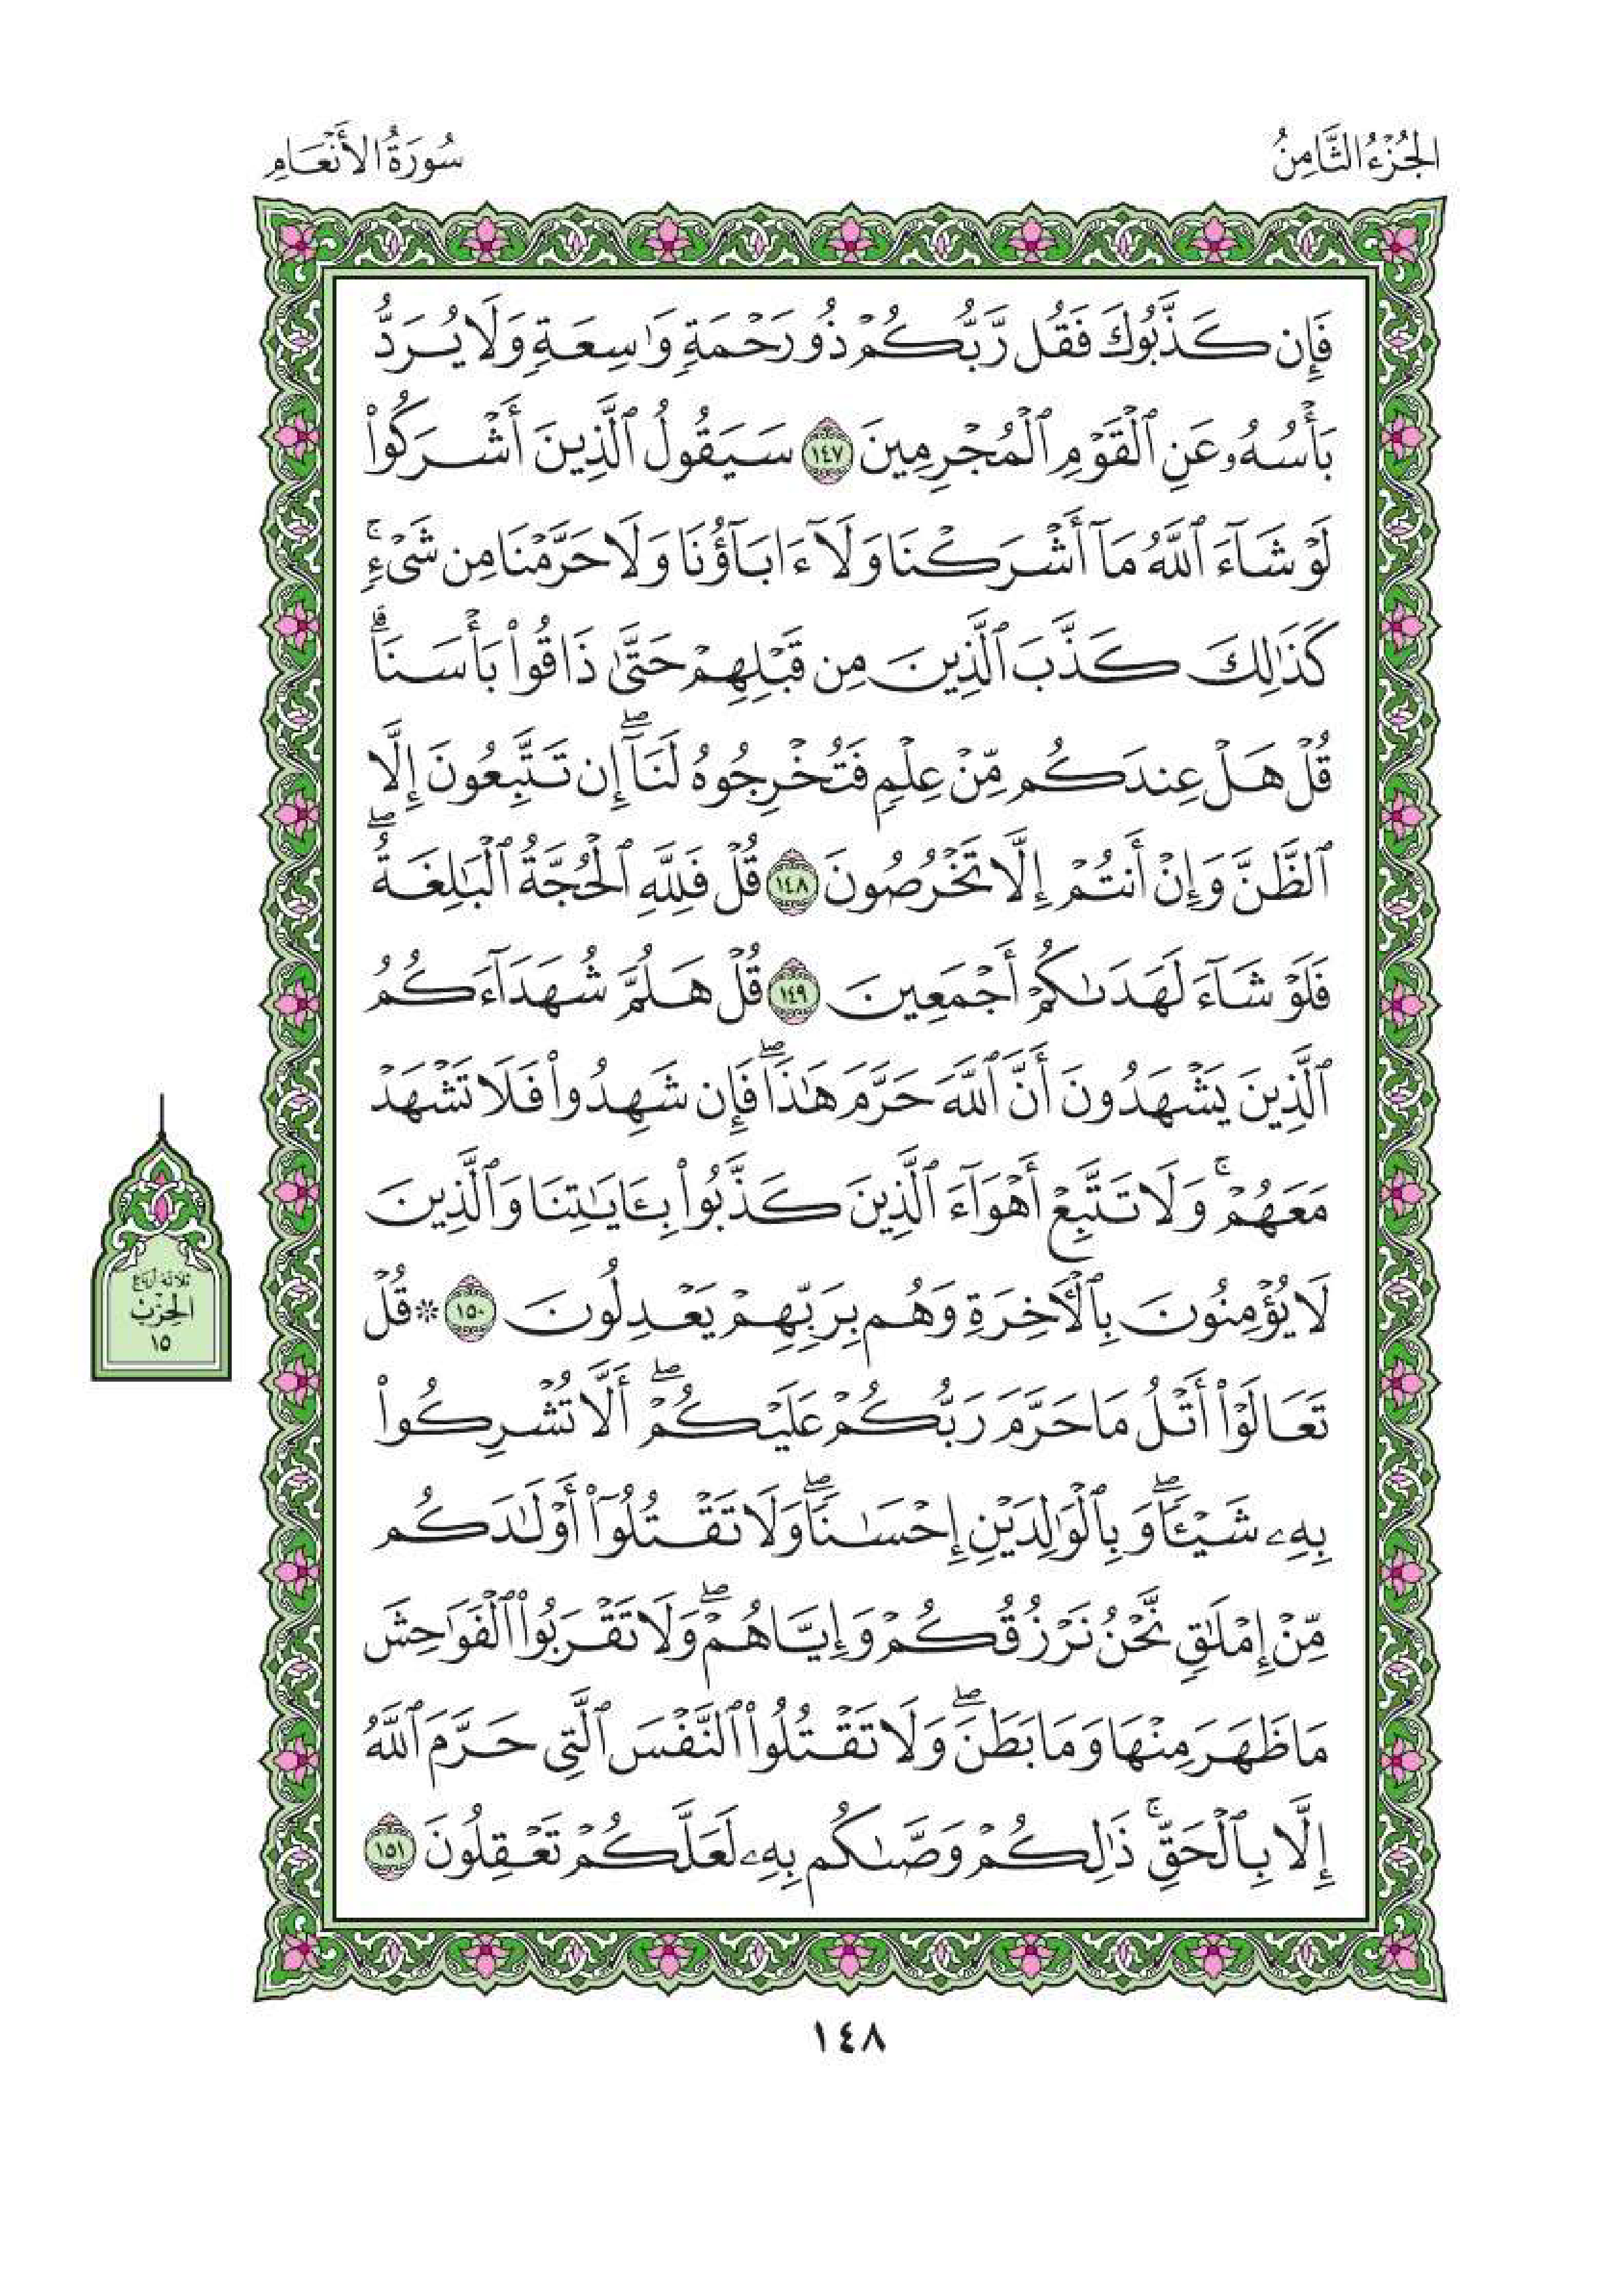 الجُزْءُ الثَّامِنُ
سُورَةُ الأَنْعَامِ
فَإِن كَذَّبُوكَ فَقُل رَّبُّكُمْ ذُو رَحْمَةٍ وَٰسِعَةٍ وَلَا يُرَدُّ
بَأْسُهُۥ عَنِ ٱلْقَوْمِ ٱلْمُجْرِمِينَ ١٤٧ سَيَقُولُ ٱلَّذِينَ أَشْرَكُوا۟
لَوْ شَآءَ ٱللَّهُ مَآ أَشْرَكْنَا وَلَآ ءَابَآؤُنَا وَلَا حَرَّمْنَا مِن شَىْءٍ ۚ
كَذَٰلِكَ كَذَّبَ ٱلَّذِينَ مِن قَبْلِهِمْ حَتَّىٰ ذَاقُوا۟ بَأْسَنَا ۗ
قُلْ هَلْ عِندَكُم مِّنْ عِلْمٍ فَتُخْرِجُوهُ لَنَآ ۖ إِن تَتَّبِعُونَ إِلَّا
ٱلظَّنَّ وَإِنْ أَنتُمْ إِلَّا تَخْرُصُونَ ١٤٨ قُلْ فَلِلَّهِ ٱلْحُجَّةُ ٱلْبَٰلِغَةُ ۖ
فَلَوْ شَآءَ لَهَدَىٰكُمْ أَجْمَعِينَ ١٤٩ قُلْ هَلُمَّ شُهَدَآءَكُمُ
ٱلَّذِينَ يَشْهَدُونَ أَنَّ ٱللَّهَ حَرَّمَ هَٰذَا ۖ فَإِن شَهِدُوا۟ فَلَا تَشْهَدْ
مَعَهُمْ ۚ وَلَا تَتَّبِعْ أَهْوَآءَ ٱلَّذِينَ كَذَّبُوا۟ بِـَٔايَٰتِنَا وَٱلَّذِينَ
لَا يُؤْمِنُونَ بِٱلْـَٔاخِرَةِ وَهُم بِرَبِّهِمْ يَعْدِلُونَ ١٥٠ ۞ قُلْ
تَعَالَوْا۟ أَتْلُ مَا حَرَّمَ رَبُّكُمْ عَلَيْكُمْ ۖ أَلَّا تُشْرِكُوا۟
بِهِۦ شَيْـًٔا ۖ وَبِٱلْوَٰلِدَيْنِ إِحْسَٰنًا ۖ وَلَا تَقْتُلُوٓا۟ أَوْلَٰدَكُم
مِّنْ إِمْلَٰقٍ نَّحْنُ نَرْزُقُكُمْ وَإِيَّاهُمْ ۖ وَلَا تَقْرَبُوا۟ ٱلْفَوَٰحِشَ
مَا ظَهَرَ مِنْهَا وَمَا بَطَنَ ۖ وَلَا تَقْتُلُوا۟ ٱلنَّفْسَ ٱلَّتِى حَرَّمَ ٱللَّهُ
إِلَّا بِٱلْحَقِّ ۚ ذَٰلِكُمْ وَصَّىٰكُم بِهِۦ لَعَلَّكُمْ تَعْقِلُونَ ١٥١
ثلاثة أرباع
الحِزْب
١٥
١٤٨